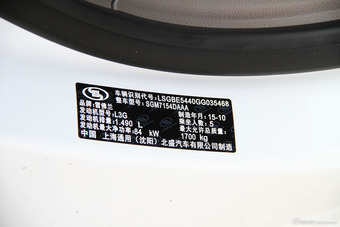 车辆识别代号:LSGBE5440GG035468
整车型号:SGM7154DAAA
品牌:雪佛兰 制造年月:15-10
发动机型号:L3G 乘坐人数:5
发动机排量:1.490 L 最大允许总质量:
发动机最大净功率:84 kW 1700 kg
中国 上海通用(沈阳)北盛汽车有限公司制造